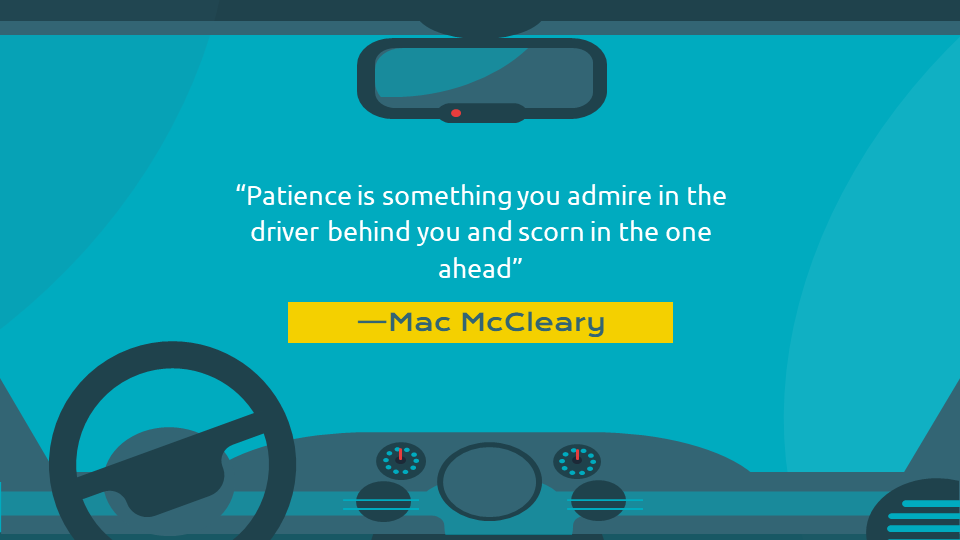 “Patience is something you admire in the
driver behind you and scorn in the one
ahead”
—Mac McCleary